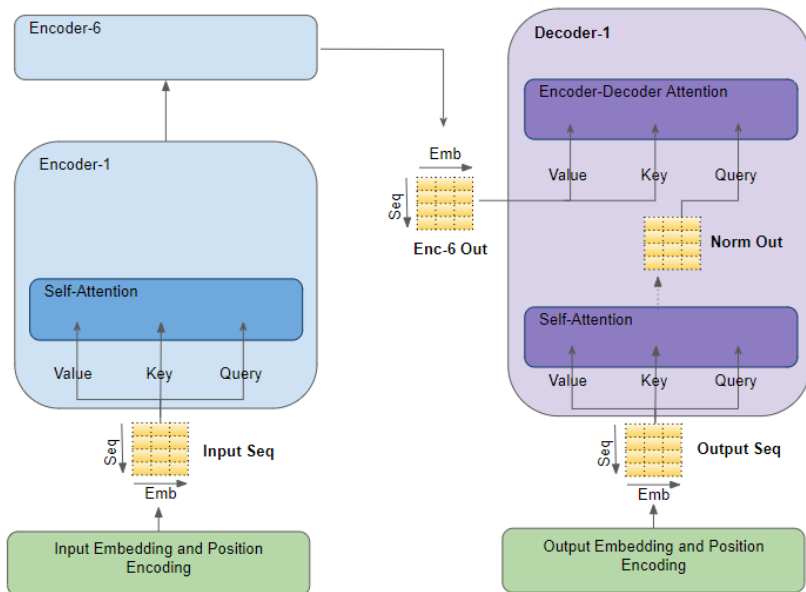 Encoder-6
Encoder-1
Self-Attention
Value
Key
Query
Seq
Input Seq
Emb
Input Embedding and Position
Encoding
Emb
Seq
Enc-6 Out
Decoder-1
Encoder-Decoder Attention
Value
Key
Query
Norm Out
Self-Attention
Value
Key
Query
Seq
Output Seq
Emb
Output Embedding and Position
Encoding